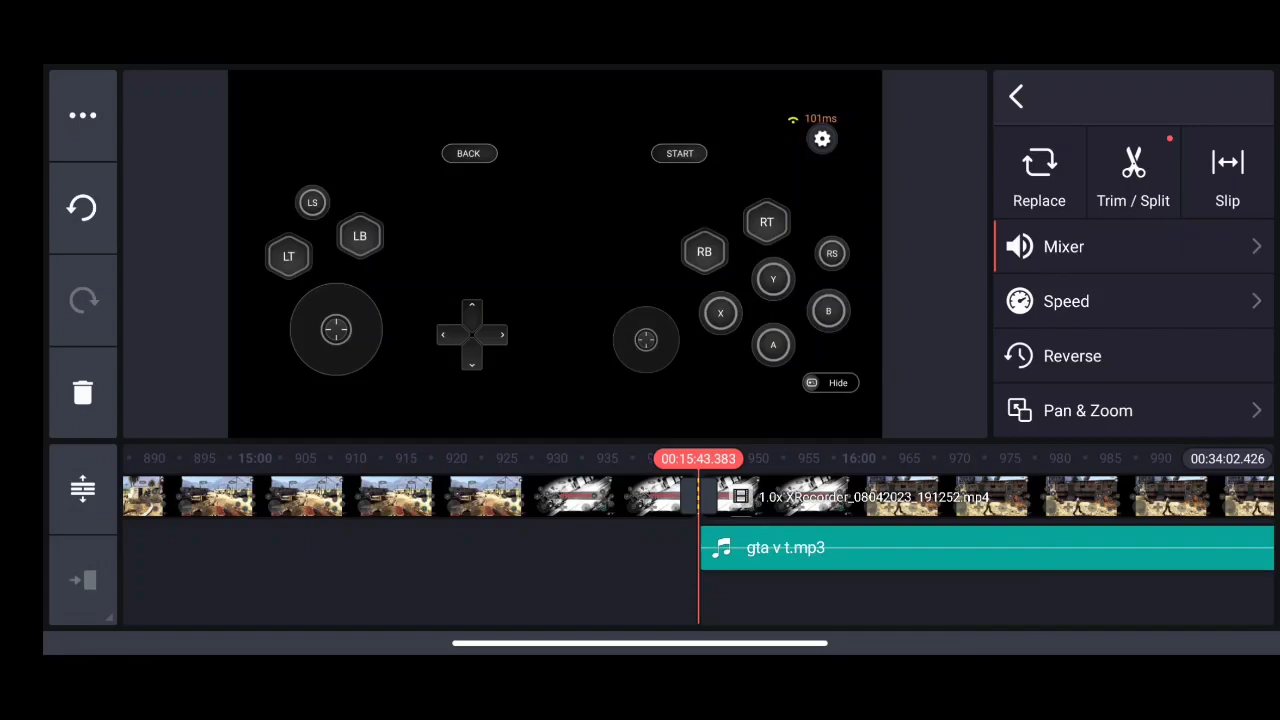 101ms
BACK
START
LS
LB
LT
RT
RB
RS
Y
X
B
A
Hide
Replace
Trim / Split
Slip
Mixer
Speed
Reverse
Pan & Zoom
890 895 15:00 905 910 915 920 925 930 935 00:15:43.383 950 955 16:00 965 970 975 980 985 990 00:34:02.426
1.0x XRecorder_08042023_191252.mp4
gta v t.mp3